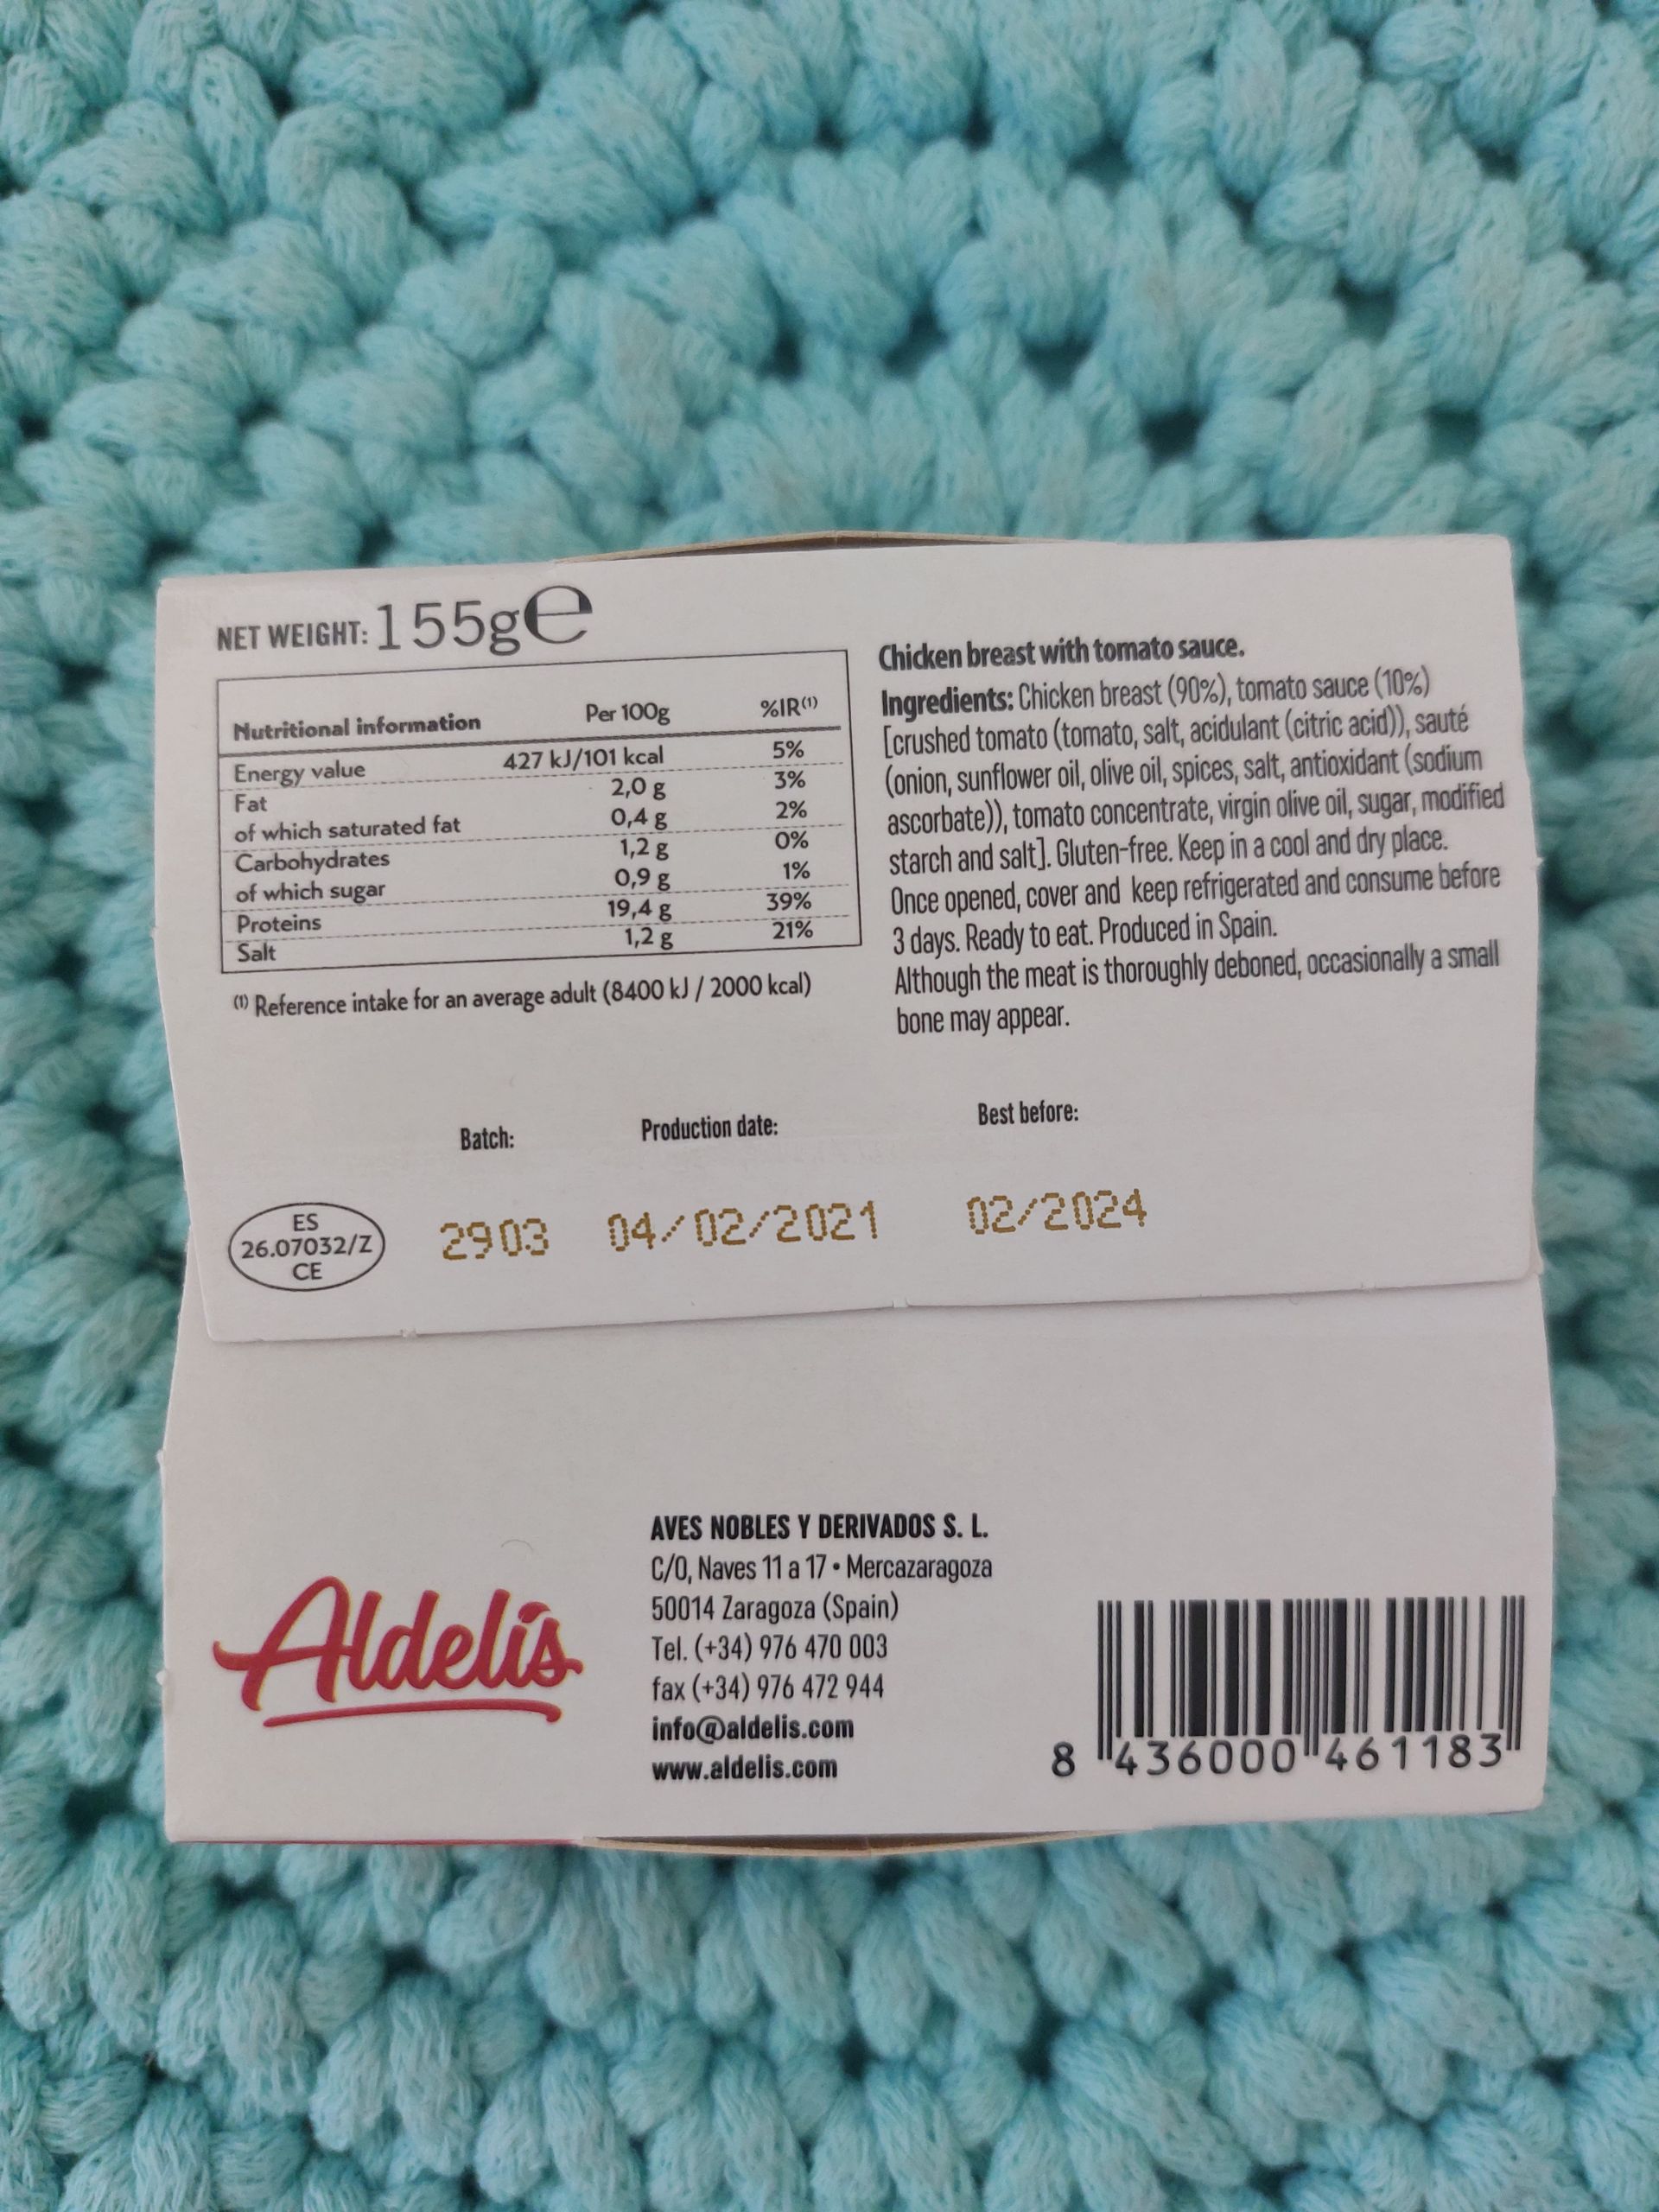 NET WEIGHT: 155g℮
Nutritional information Per 100g %IR(1)
Energy value 427 kJ/101 kcal 5%
Fat 2,0 g 3%
of which saturated fat 0,4 g 2%
Carbohydrates 1,2 g 0%
of which sugar 0,9 g 1%
Proteins 19,4 g 39%
Salt 1,2 g 21%
(1) Reference intake for an average adult (8400 kJ / 2000 kcal)
Chicken breast with tomato sauce.
Ingredients: Chicken breast (90%), tomato sauce (10%)
[crushed tomato (tomato, salt, acidulant (citric acid)), sauté
(onion, sunflower oil, olive oil, spices, salt, antioxidant (sodium
ascorbate)), tomato concentrate, virgin olive oil, sugar, modified
starch and salt]. Gluten-free. Keep in a cool and dry place.
Once opened, cover and keep refrigerated and consume before
3 days. Ready to eat. Produced in Spain.
Although the meat is thoroughly deboned, occasionally a small
bone may appear.
Batch: Production date: Best before:
ES
26.07032/Z
CE
2903 04/02/2021 02/2024
Aldelís
AVES NOBLES Y DERIVADOS S. L.
C/O, Naves 11 a 17 • Mercazaragoza
50014 Zaragoza (Spain)
Tel. (+34) 976 470 003
fax (+34) 976 472 944
info@aldelis.com
www.aldelis.com
8 436000 461183